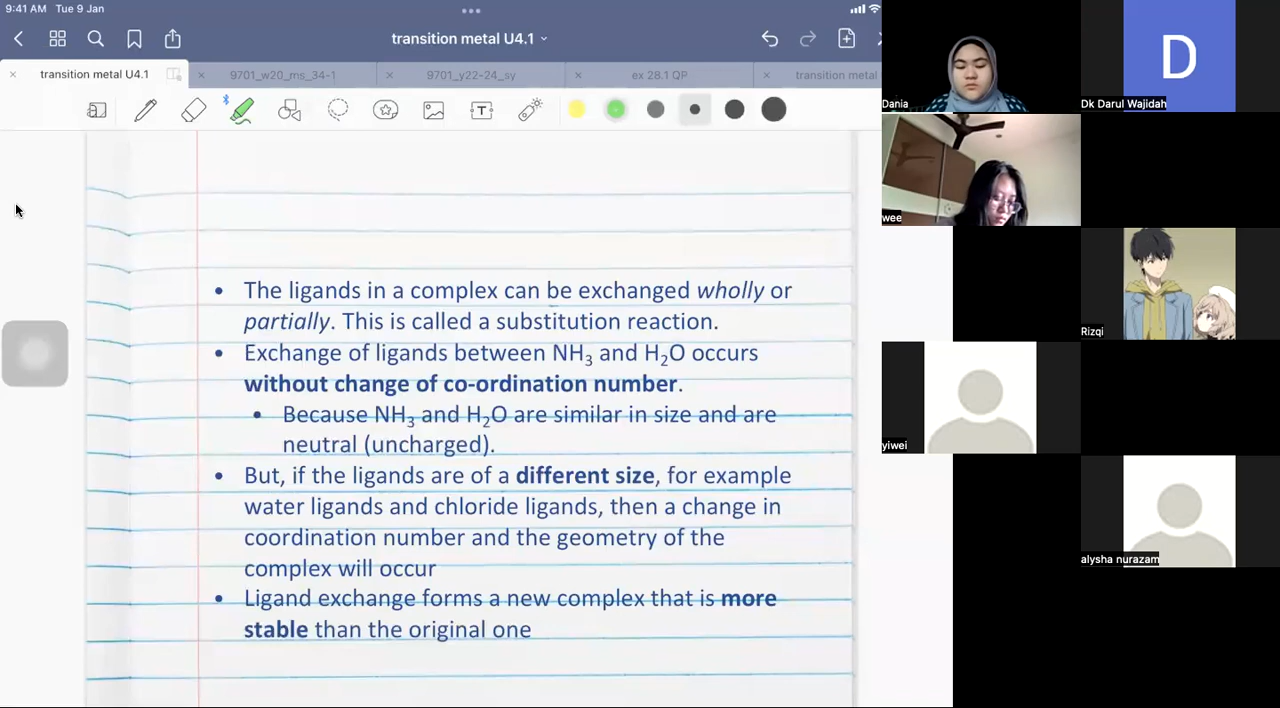 9:41 AM Tue 9 Jan
transition metal U4.1
transition metal U4.1
9701_w20_ms_34-1
9701_y22-24_sy
ex 28.1 QP
transition metal
• The ligands in a complex can be exchanged wholly or
partially. This is called a substitution reaction.
• Exchange of ligands between NH₃ and H₂O occurs
without change of co-ordination number.
• Because NH₃ and H₂O are similar in size and are
neutral (uncharged).
• But, if the ligands are of a different size, for example
water ligands and chloride ligands, then a change in
coordination number and the geometry of the
complex will occur
• Ligand exchange forms a new complex that is more
stable than the original one
Dania
D
Dk Darul Wajidah
wee
Rizqi
yiwei
alysha nurazam